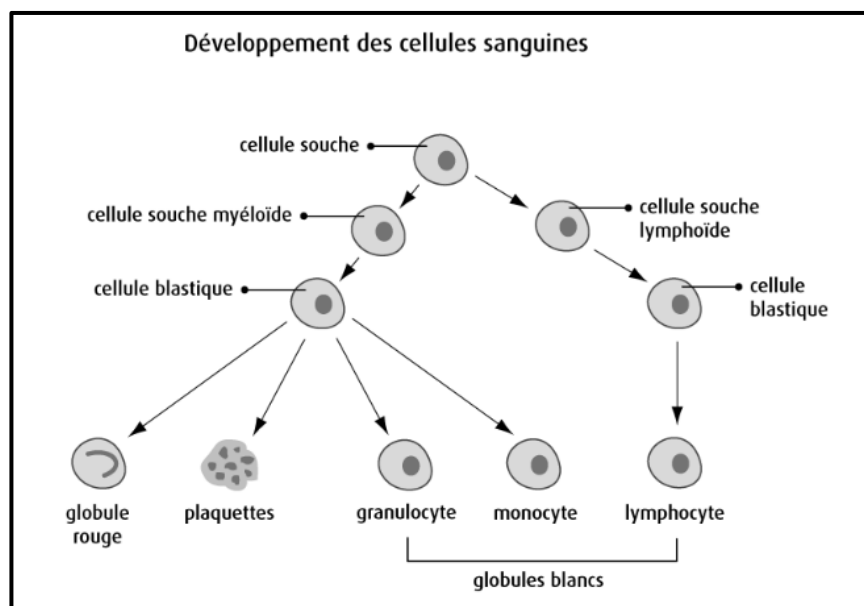 Développement des cellules sanguines
cellule souche
cellule souche myéloïde
cellule souche
lymphoïde
cellule blastique
cellule
blastique
globule
rouge
plaquettes
granulocyte
monocyte
lymphocyte
globules blancs